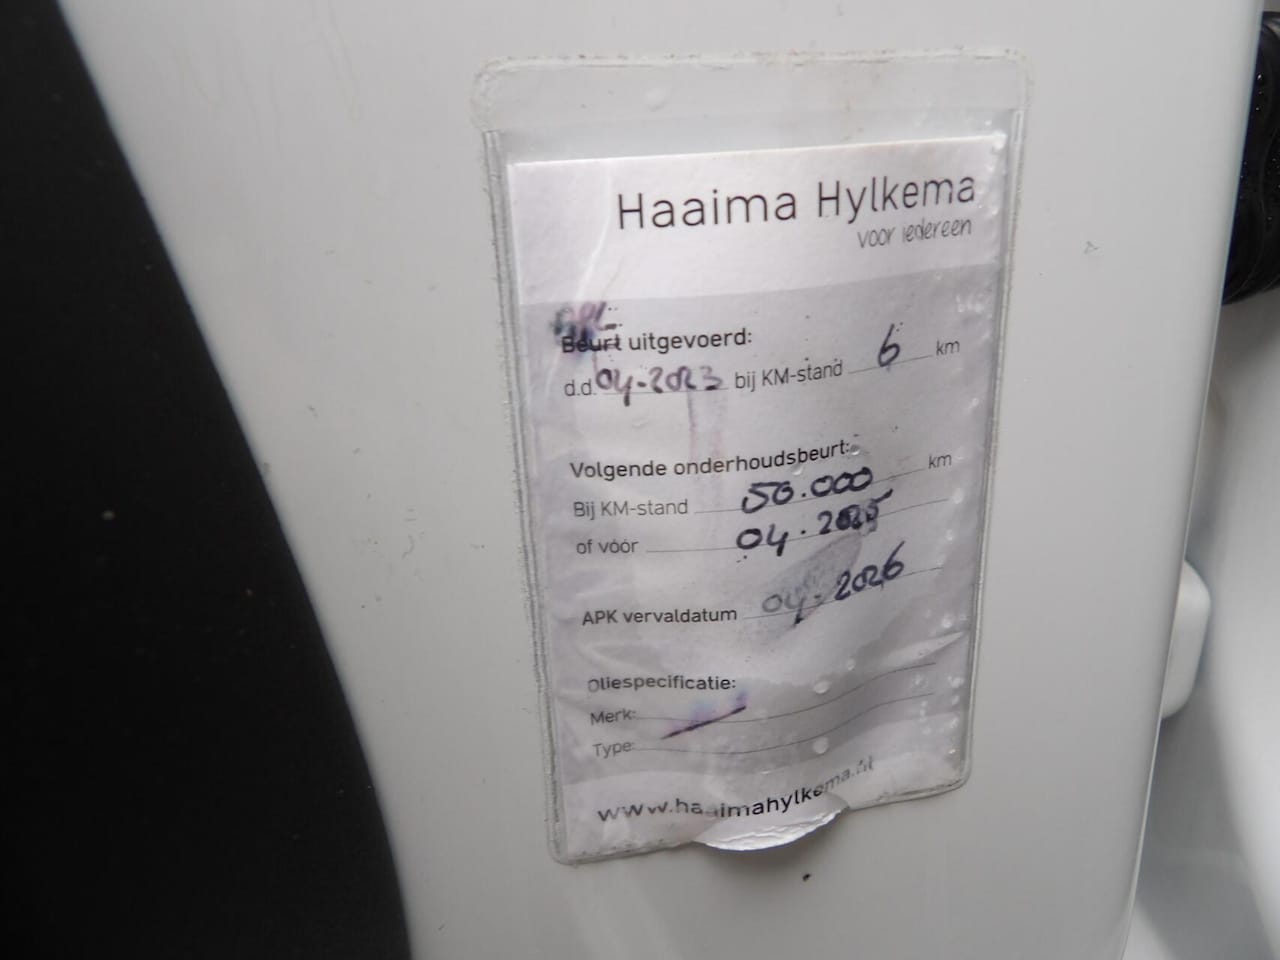 Haaima Hylkema
voor iedereen
Beurt uitgevoerd:
d.d. 04-2023 bij KM-stand 6 km
Volgende onderhoudsbeurt:
Bij KM-stand 50.000 km
of vóór 04.2025
APK vervaldatum 04.2026
Oliespecificatie:
Merk:
Type:
www.haaimahylkema.nl